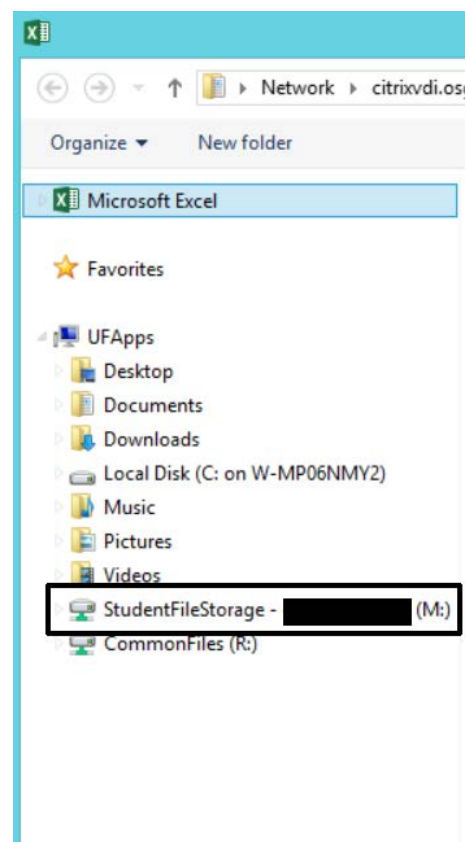 Network citrixvdi.os
Organize New folder
Microsoft Excel
Favorites
UFApps
Desktop
Documents
Downloads
Local Disk (C: on W-MP06NMY2)
Music
Pictures
Videos
StudentFileStorage - (M:)
CommonFiles (R:)